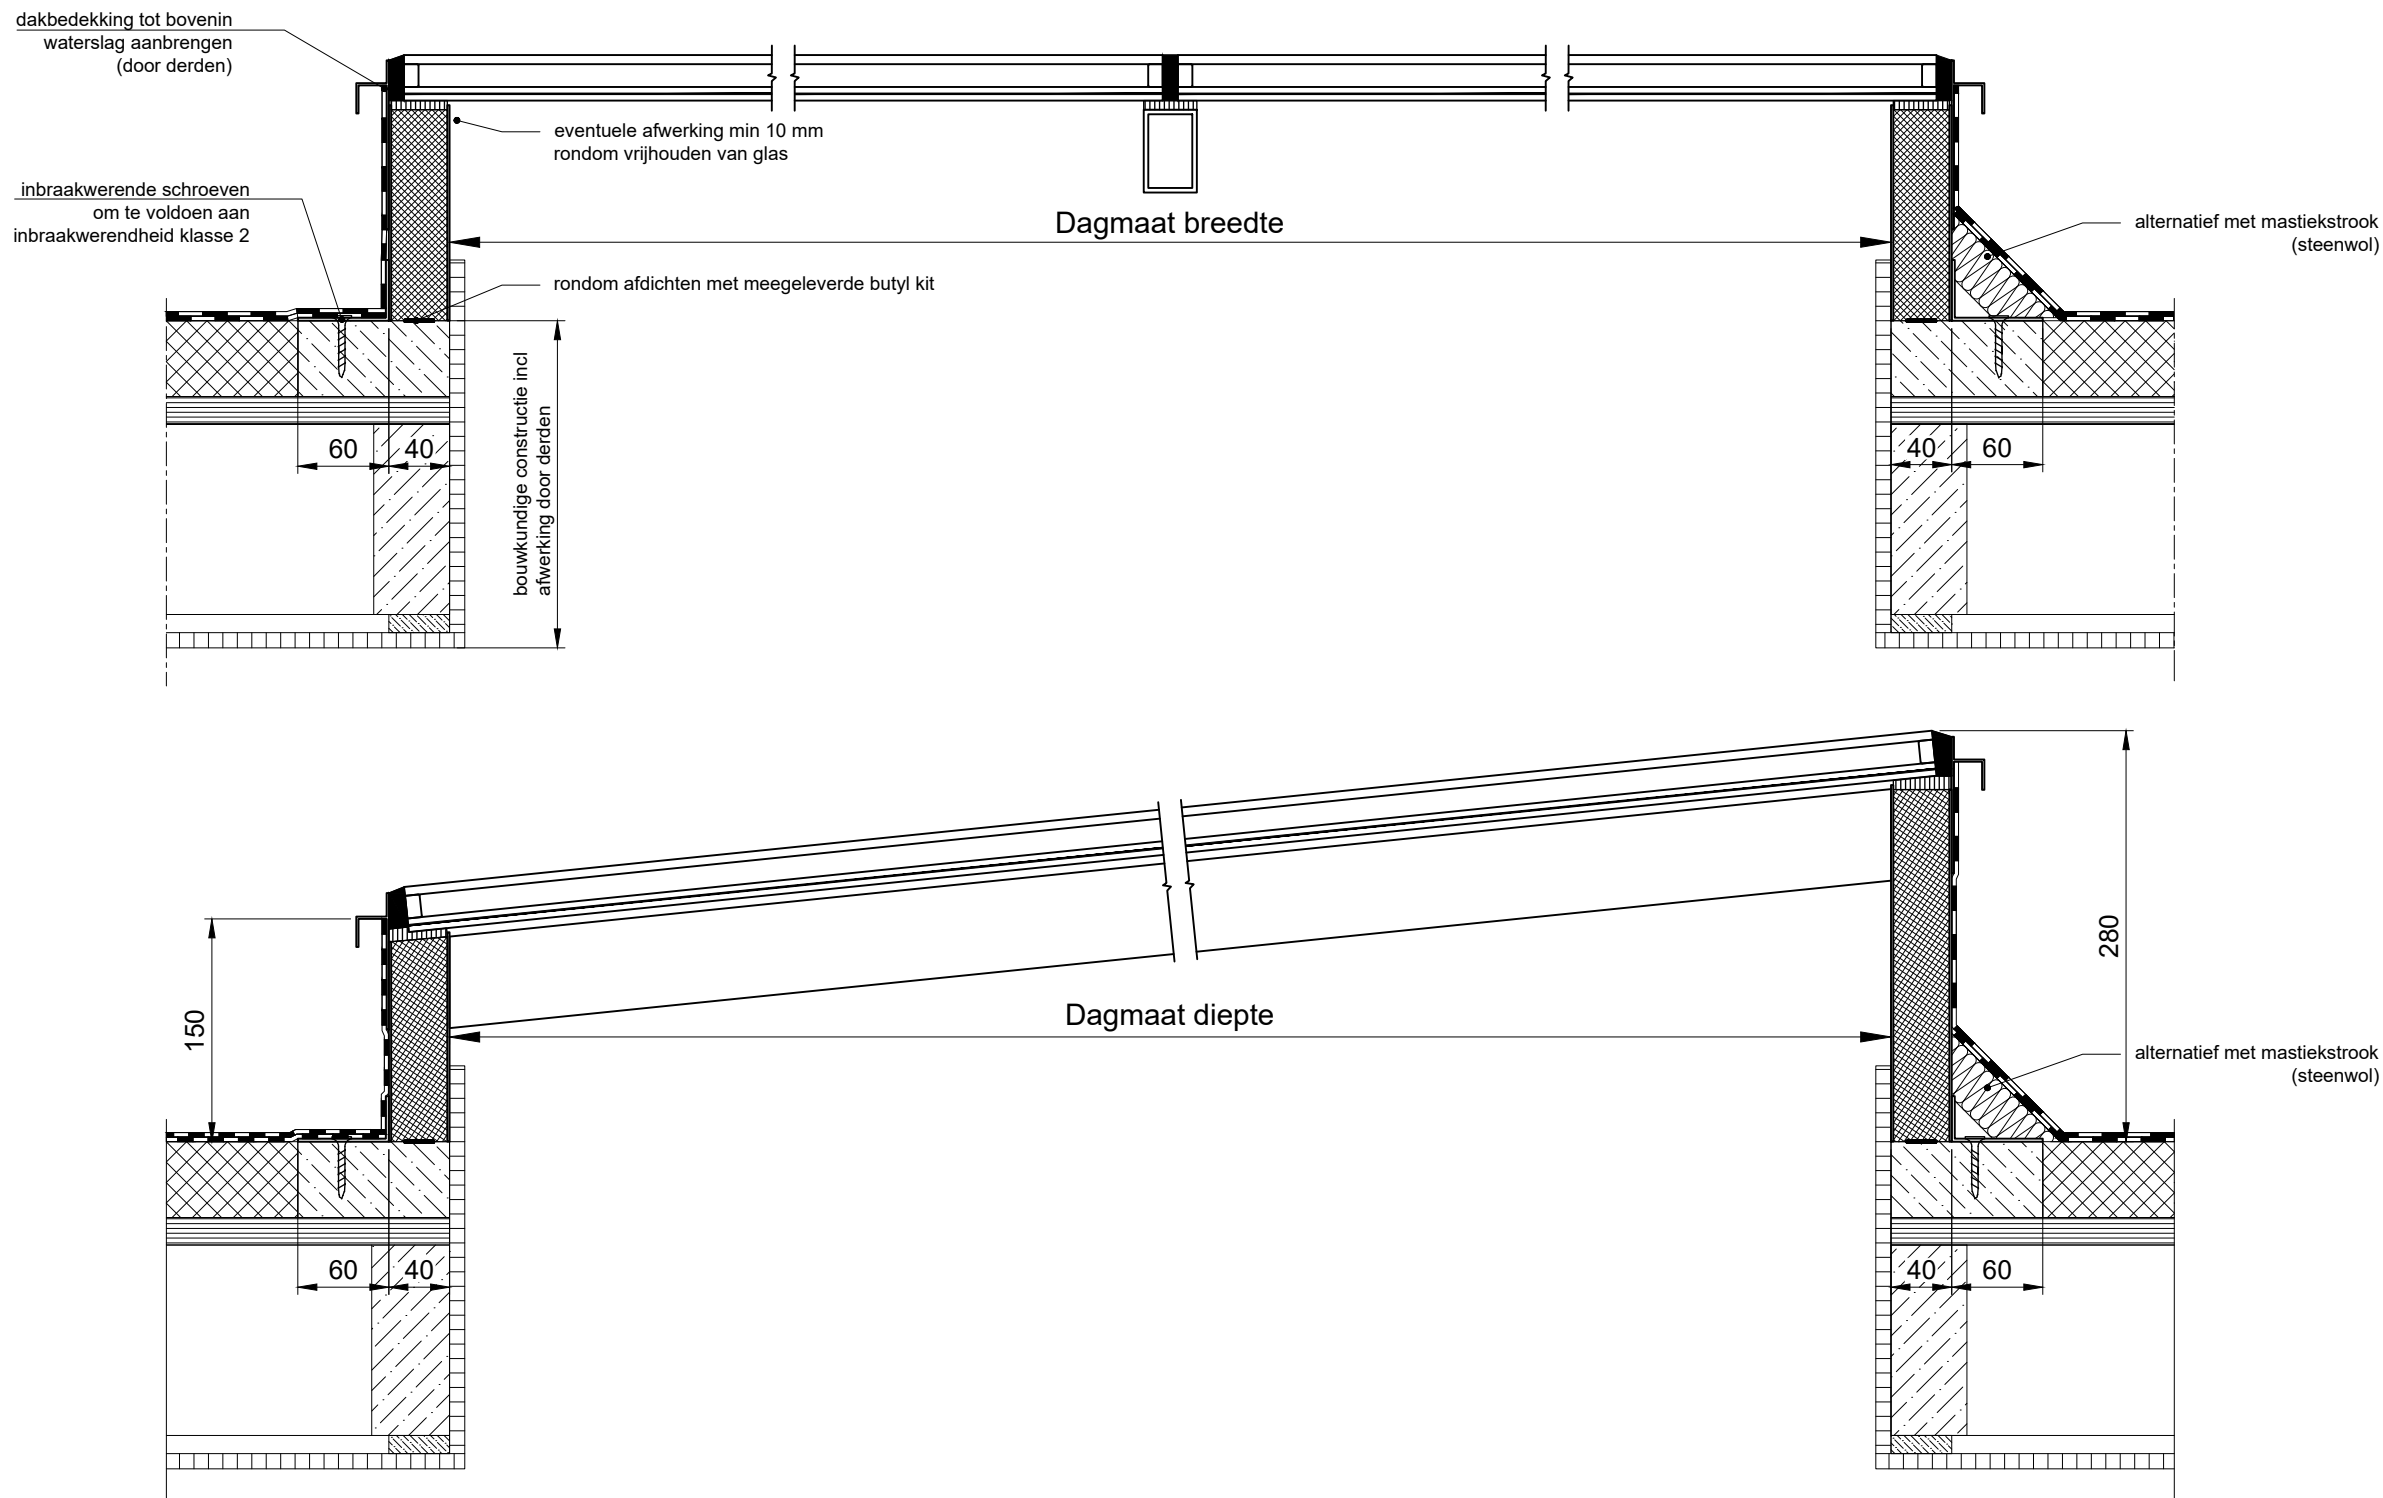 dakbedekking tot bovenin
waterslag aanbrengen
(door derden)
eventuele afwerking min 10 mm
rondom vrijhouden van glas
inbraakwerende schroeven
om te voldoen aan
inbraakwerendheid klasse 2
Dagmaat breedte
alternatief met mastiekstrook
(steenwol)
rondom afdichten met meegeleverde butyl kit
bouwkundige constructie incl
afwerking door derden
60
40
40
60
280
150
Dagmaat diepte
alternatief met mastiekstrook
(steenwol)
60
40
40
60